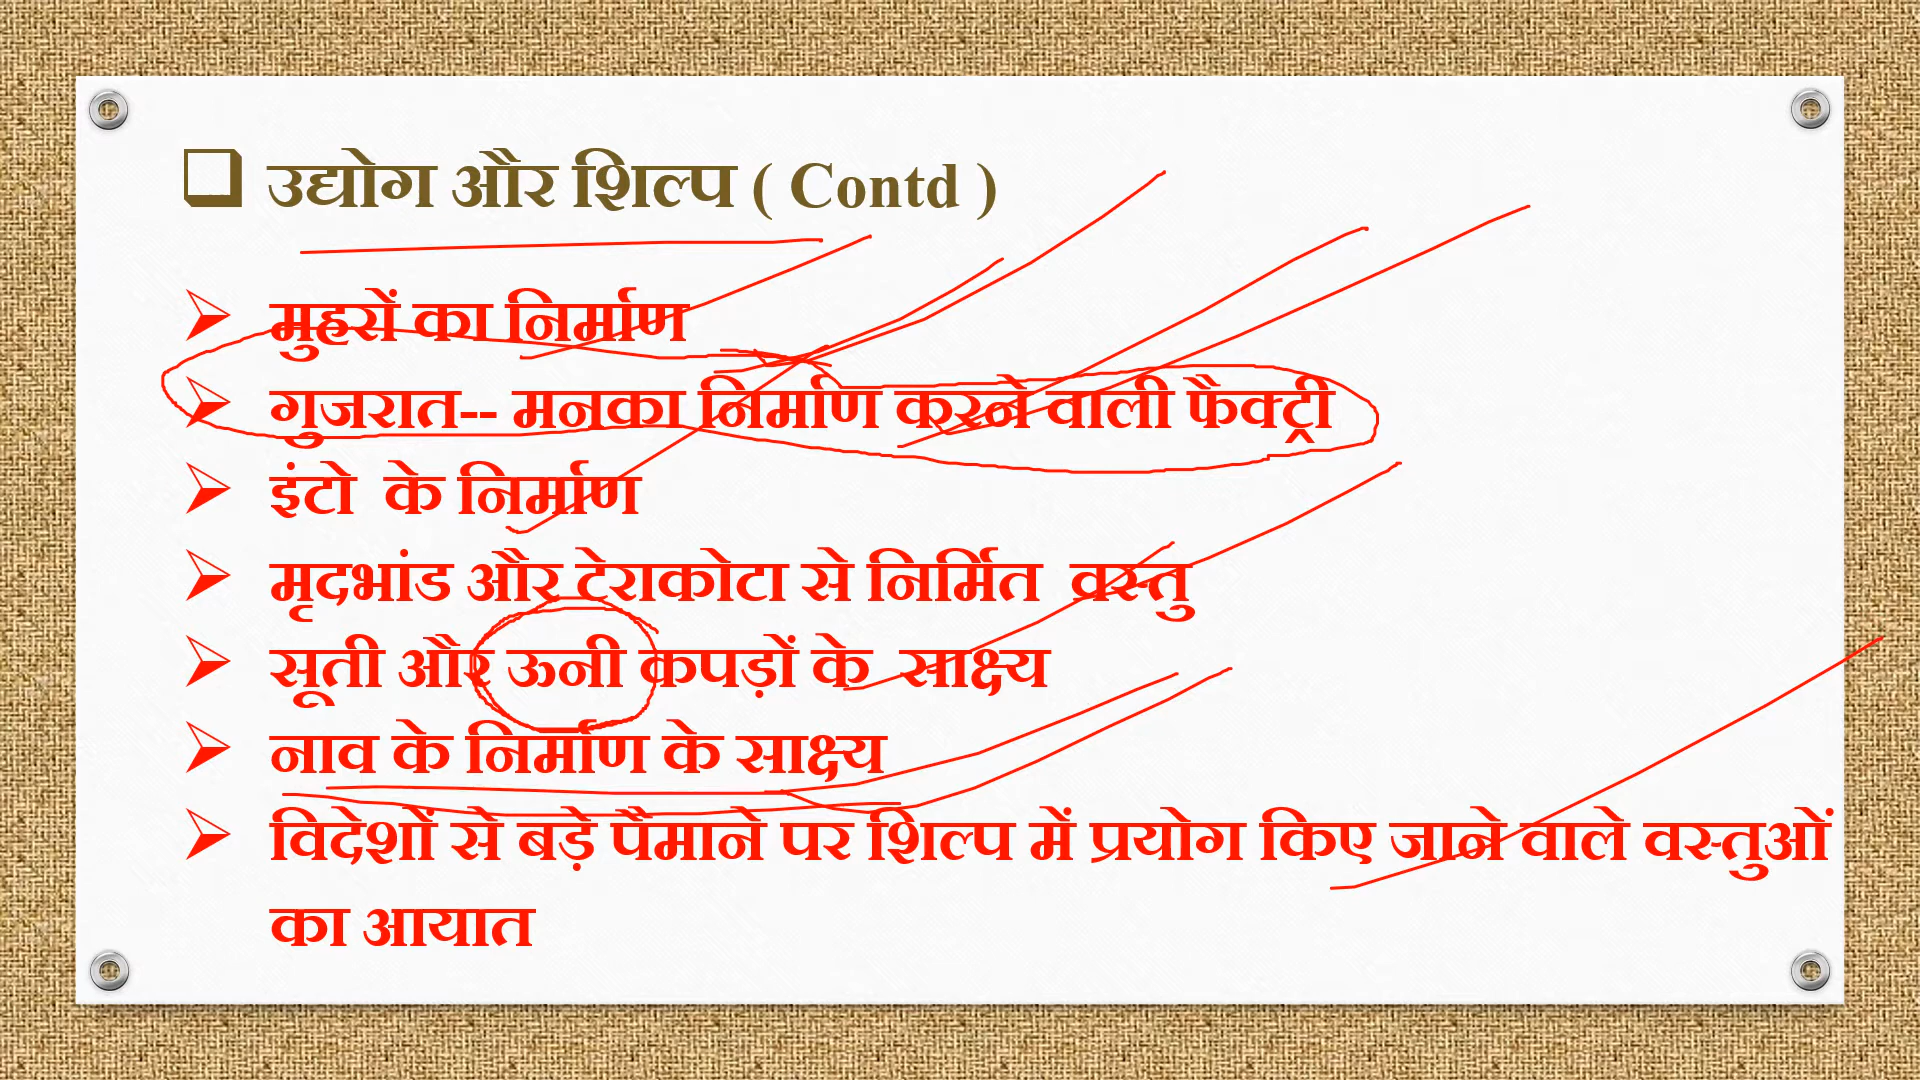 उद्योग और शिल्प ( Contd )
मुहरों का निर्माण
गुजरात-- मनका निर्माण करने वाली फैक्ट्री
इंटो के निर्माण
मृदभांड और टेराकोटा से निर्मित वस्तु
सूती और ऊनी कपड़ों के साक्ष्य
नाव के निर्माण के साक्ष्य
विदेशों से बड़े पैमाने पर शिल्प में प्रयोग किए जाने वाले वस्तुओं
का आयात